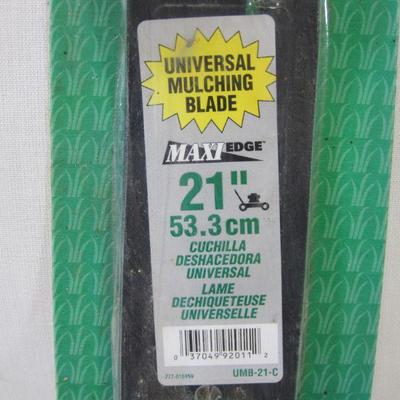 UNIVERSAL
MULCHING
BLADE
MAXI EDGE™
21"
53.3 cm
CUCHILLA
DESHACEDORA
UNIVERSAL
LAME
DECHIQUETEUSE
UNIVERSELLE
0 37049 92011 2
UMB-21-C